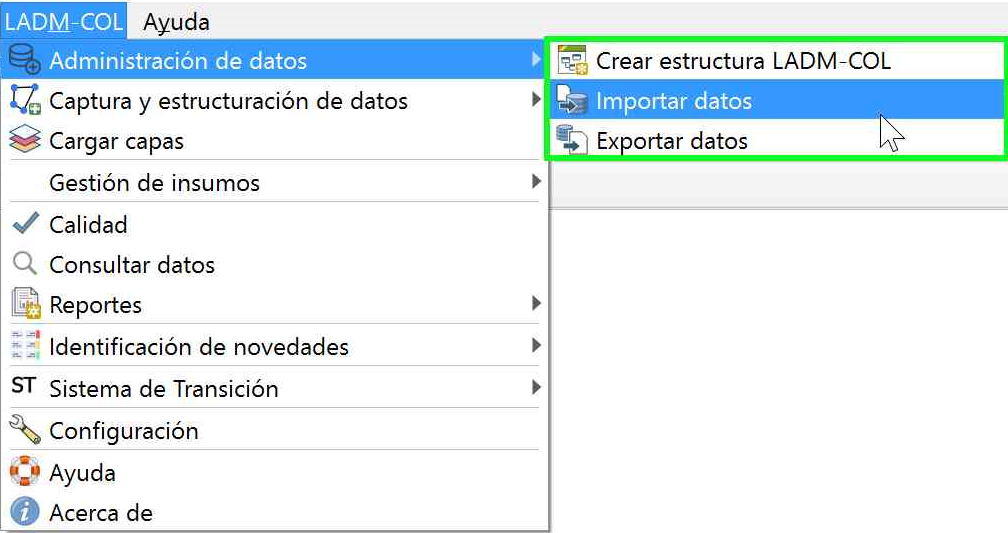 LADM-COL Ayuda
Administración de datos
Captura y estructuración de datos
Cargar capas
Gestión de insumos
Calidad
Consultar datos
Reportes
Identificación de novedades
ST Sistema de Transición
Configuración
Ayuda
Acerca de
Crear estructura LADM-COL
Importar datos
Exportar datos